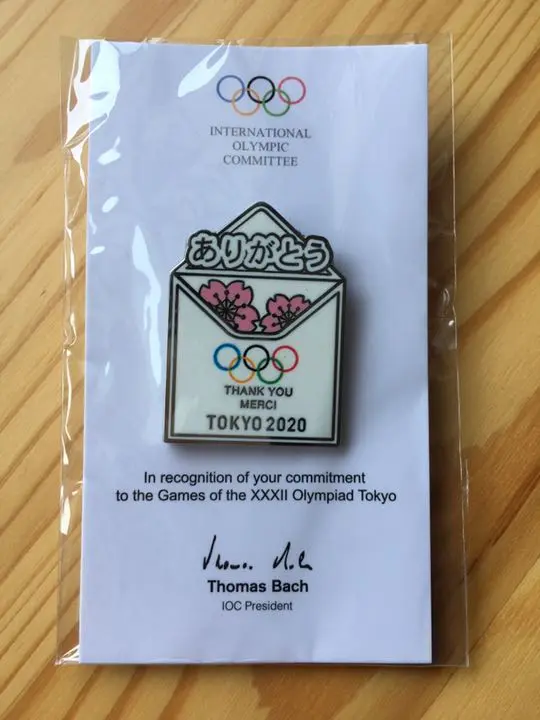 INTERNATIONAL
OLYMPIC
COMMITTEE
ありがとう
THANK YOU
MERCI
TOKYO 2020
In recognition of your commitment
to the Games of the XXXII Olympiad Tokyo
Thomas Bach
IOC President